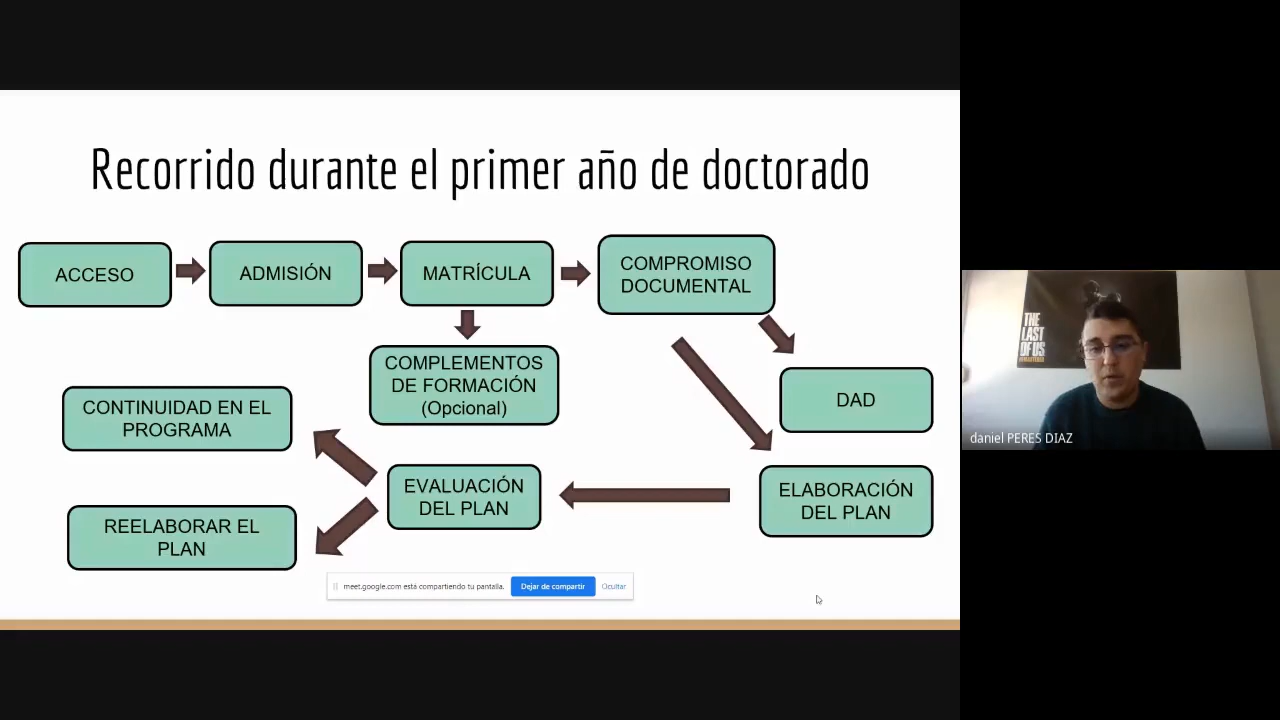 Recorrido durante el primer año de doctorado
ACCESO
ADMISIÓN
MATRÍCULA
COMPROMISO
DOCUMENTAL
COMPLEMENTOS
DE FORMACIÓN
(Opcional)
DAD
CONTINUIDAD EN EL
PROGRAMA
EVALUACIÓN
DEL PLAN
ELABORACIÓN
DEL PLAN
REELABORAR EL
PLAN
meet.google.com está compartiendo tu pantalla.
Dejar de compartir
Ocultar
THE
LAST
OF US
daniel PERES DIAZ